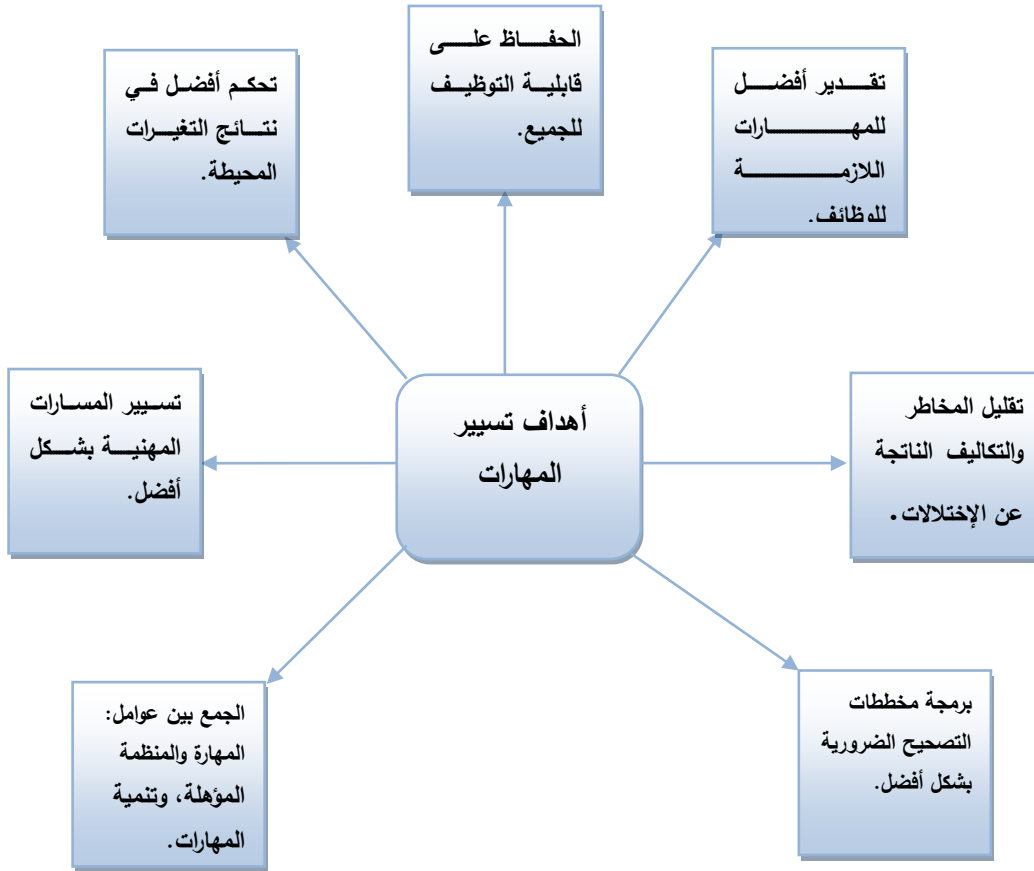 الحفاظ على
قابلية التوظيف
للجميع.
تقدير أفضل
للمهارات
اللازمة
للوظائف.
تحكم أفضل في
نتائج التغيرات
المحيطة.
أهداف تسيير
المهارات
تقليل المخاطر
والتكاليف الناتجة
عن الإختلالات.
تسيير المسارات
المهنية بشكل
أفضل.
برمجة مخططات
التصحيح الضرورية
بشكل أفضل.
الجمع بين عوامل:
المهارة والمنظمة
المؤهلة، وتنمية
المهارات.